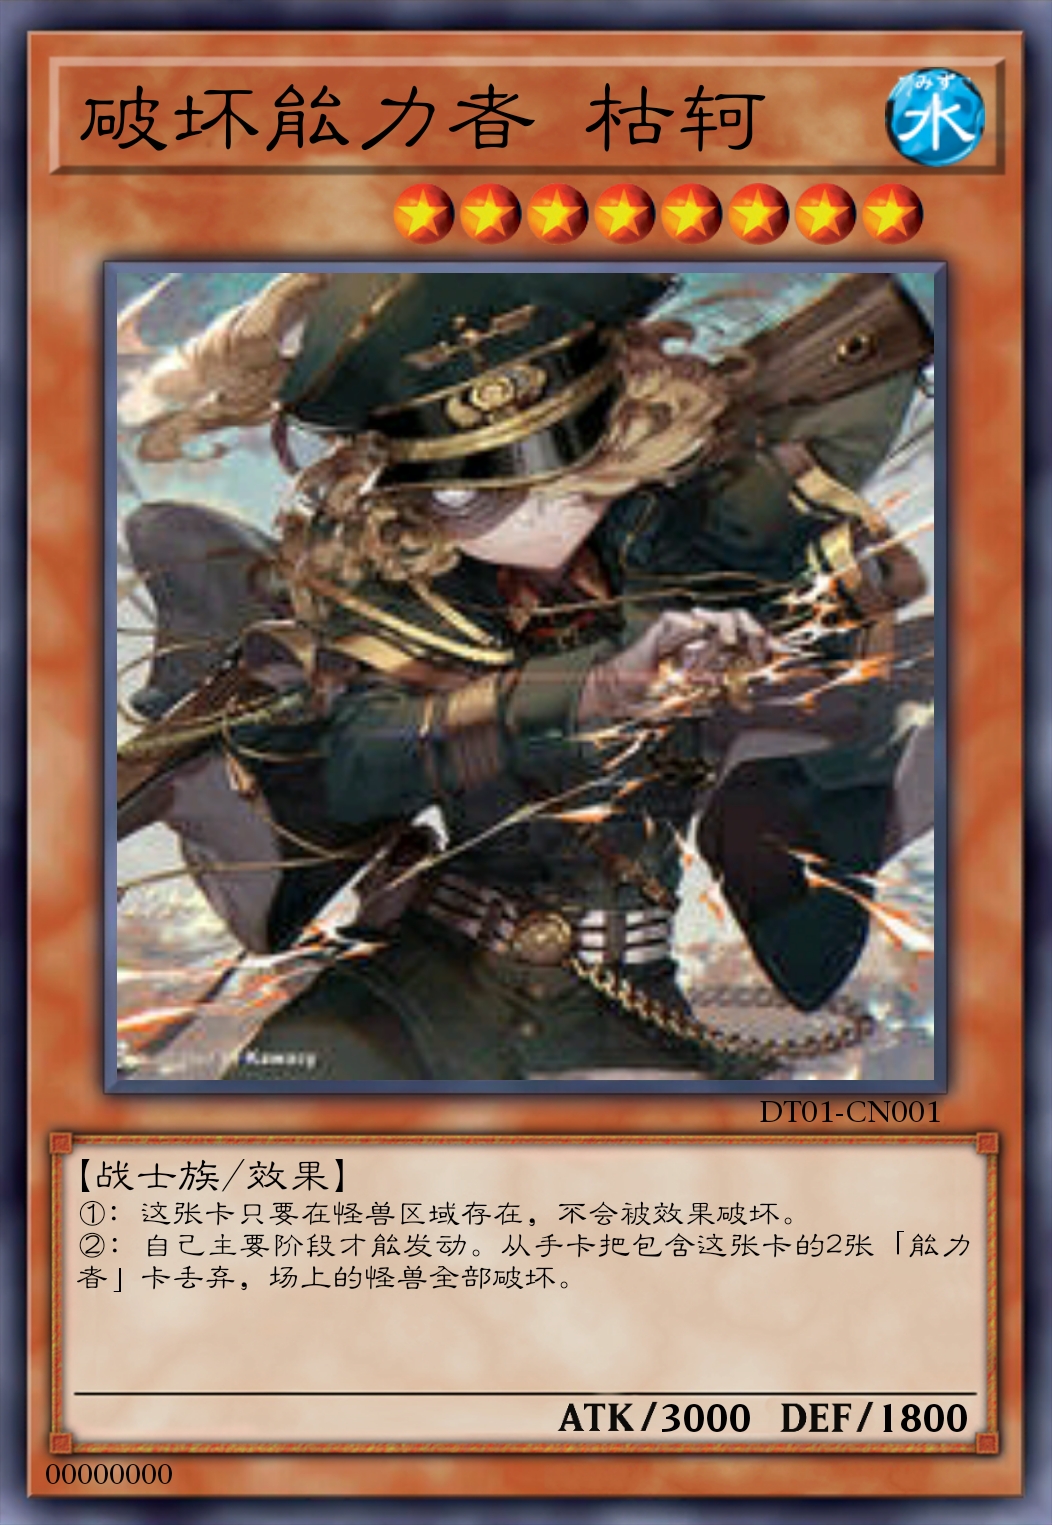 破坏能力者 枯轲
みず
水
DT01-CN001
【战士族/效果】
①：这张卡只要在怪兽区域存在，不会被效果破坏。
②：自己主要阶段才能发动。从手卡把包含这张卡的2张「能力
者」卡丢弃，场上的怪兽全部破坏。
ATK/3000 DEF/1800
00000000